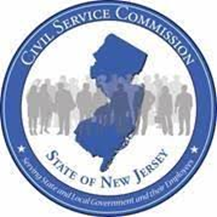 CIVIL SERVICE COMMISSION
STATE OF NEW JERSEY
Serving State and Local Government and their Employees